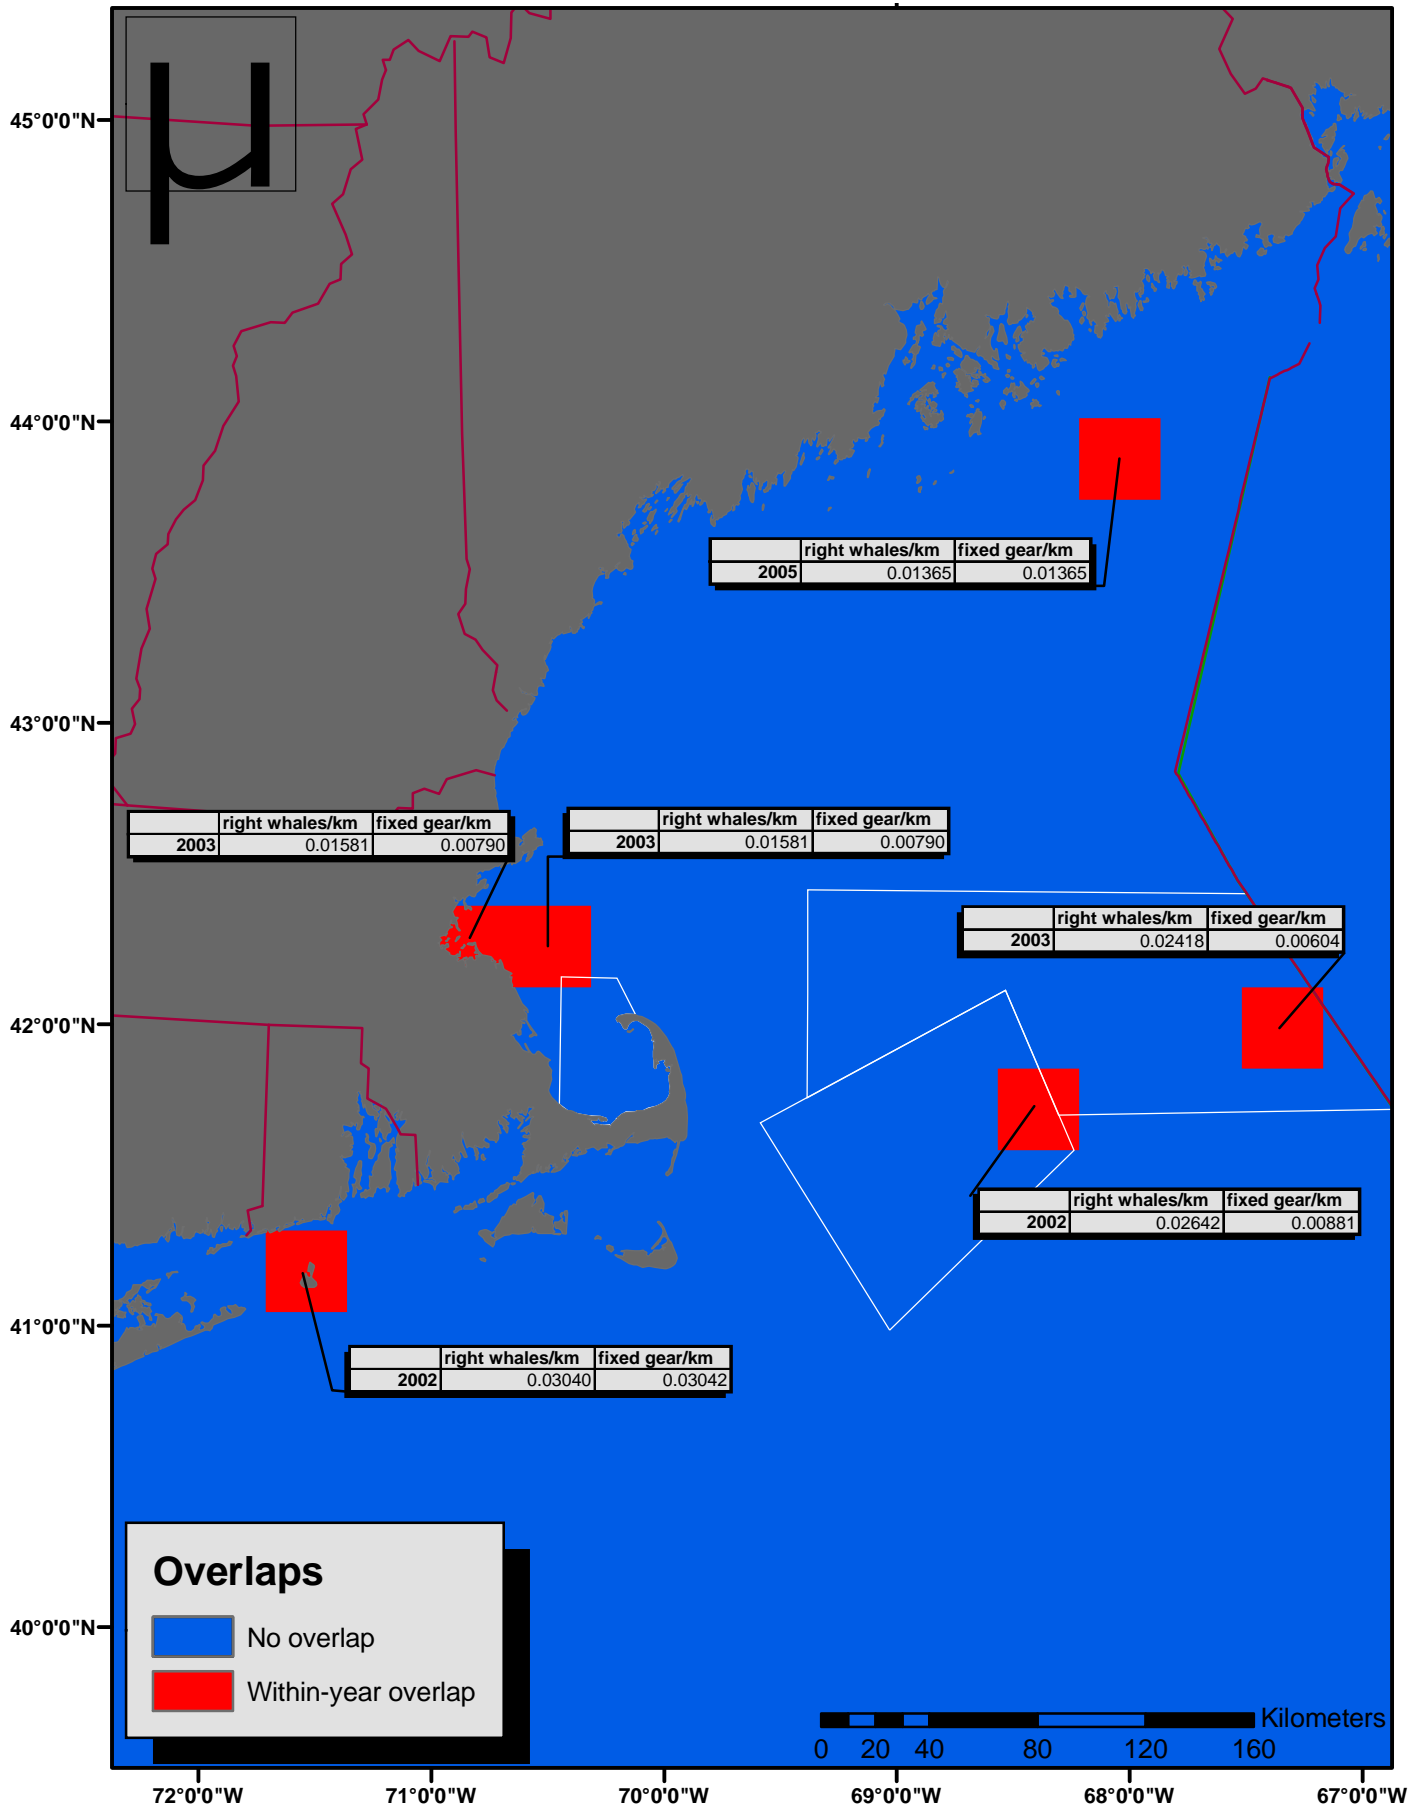 µ
45°0'0"N
44°0'0"N
right whales/km fixed gear/km
2005 0.01365 0.01365
43°0'0"N
right whales/km fixed gear/km
2003 0.01581 0.00790
right whales/km fixed gear/km
2003 0.01581 0.00790
right whales/km fixed gear/km
2003 0.02418 0.00604
42°0'0"N
right whales/km fixed gear/km
2002 0.02642 0.00881
41°0'0"N
right whales/km fixed gear/km
2002 0.03040 0.03042
Overlaps
40°0'0"N
No overlap
Within-year overlap
Kilometers
0 20 40 80 120 160
72°0'0"W 71°0'0"W 70°0'0"W 69°0'0"W 68°0'0"W 67°0'0"W